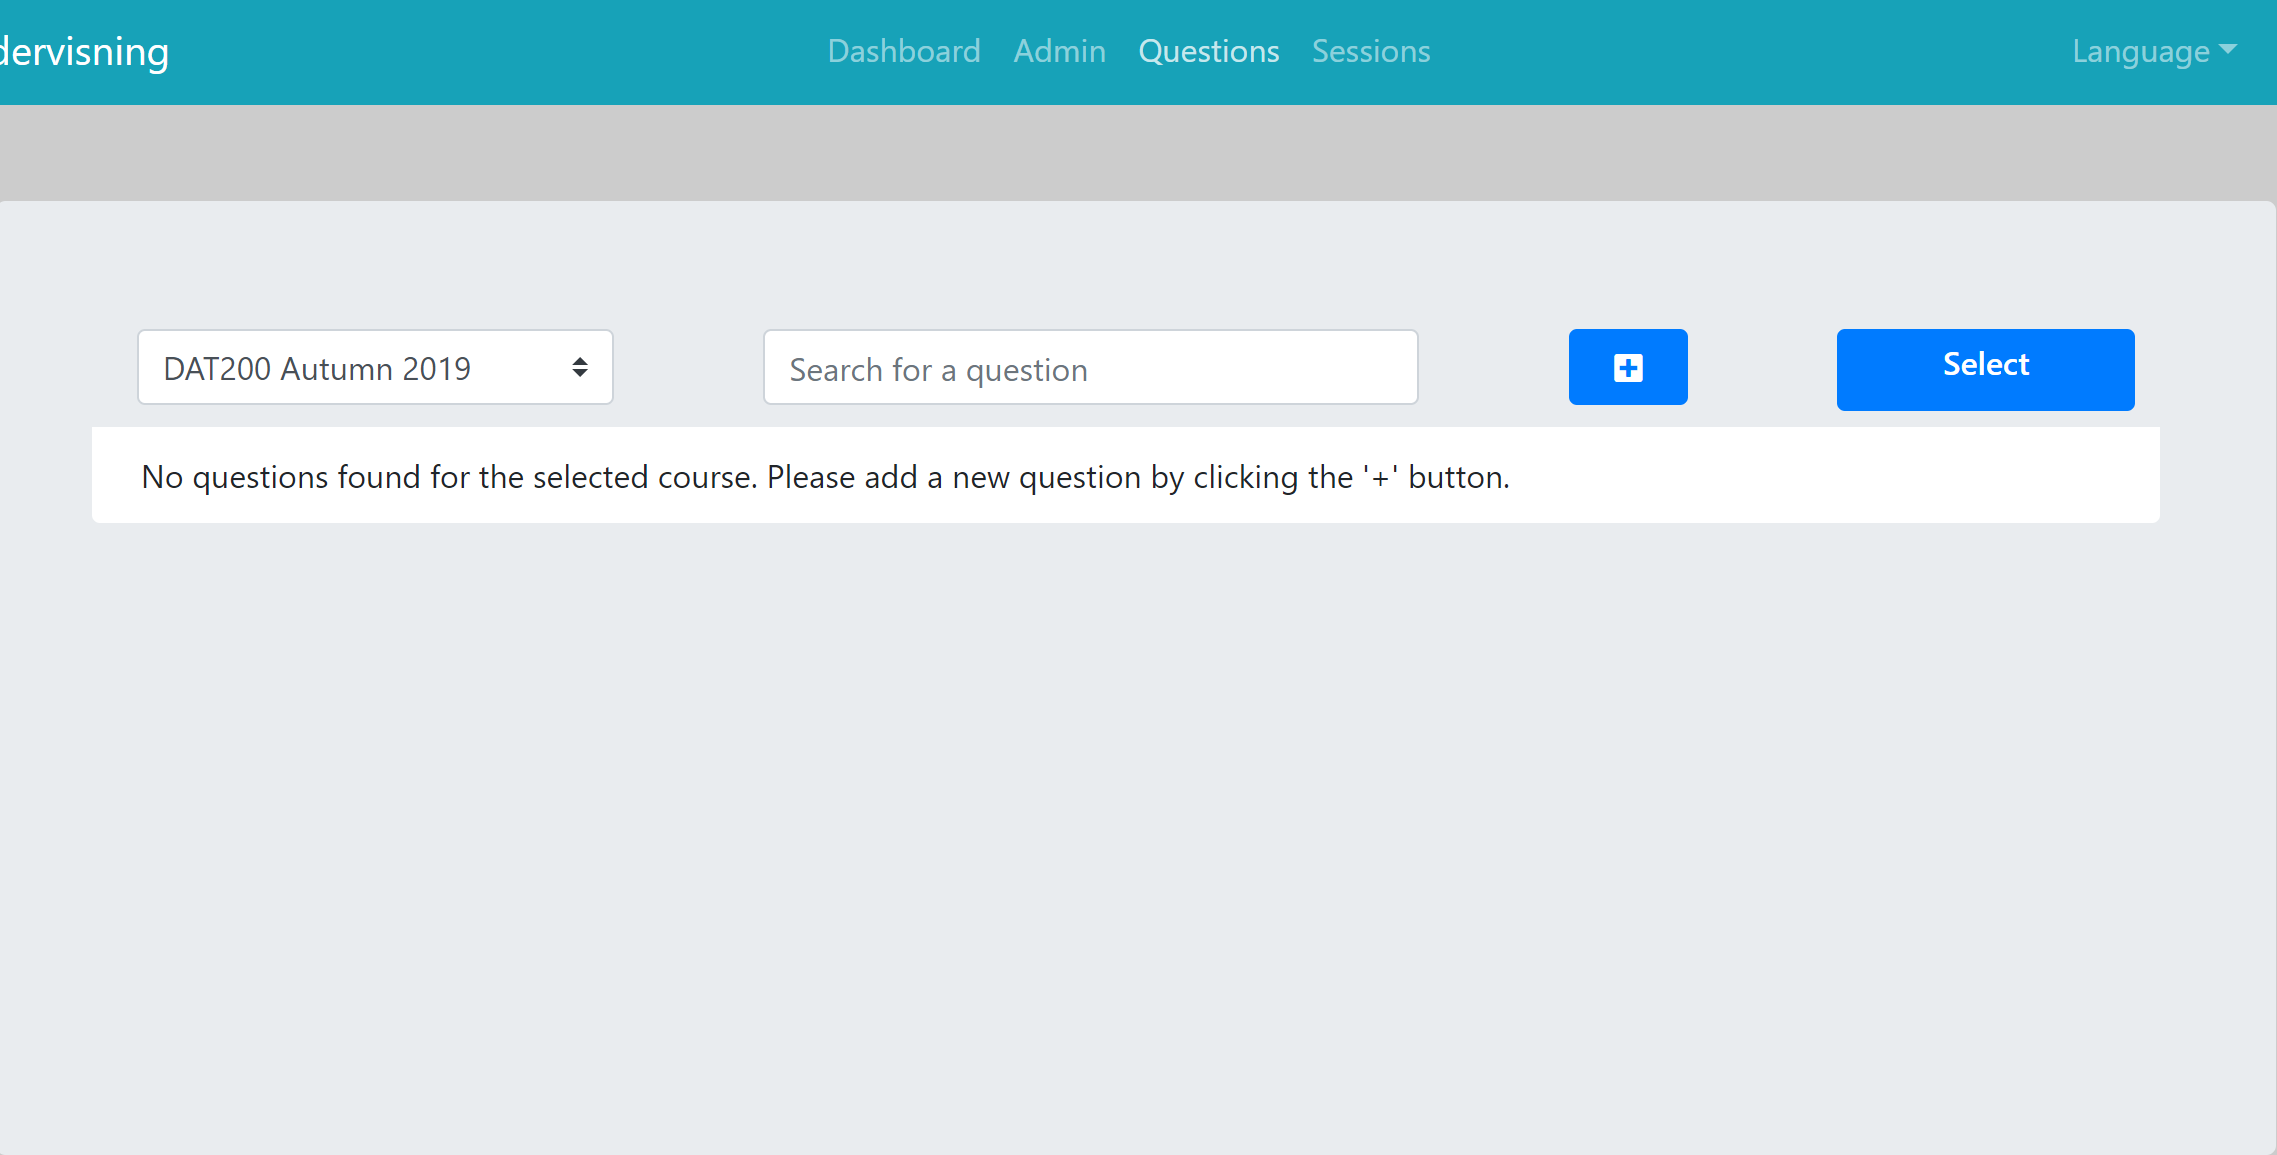 dervisning
Dashboard Admin Questions Sessions
Language
DAT200 Autumn 2019
Search for a question
Select
No questions found for the selected course. Please add a new question by clicking the '+' button.